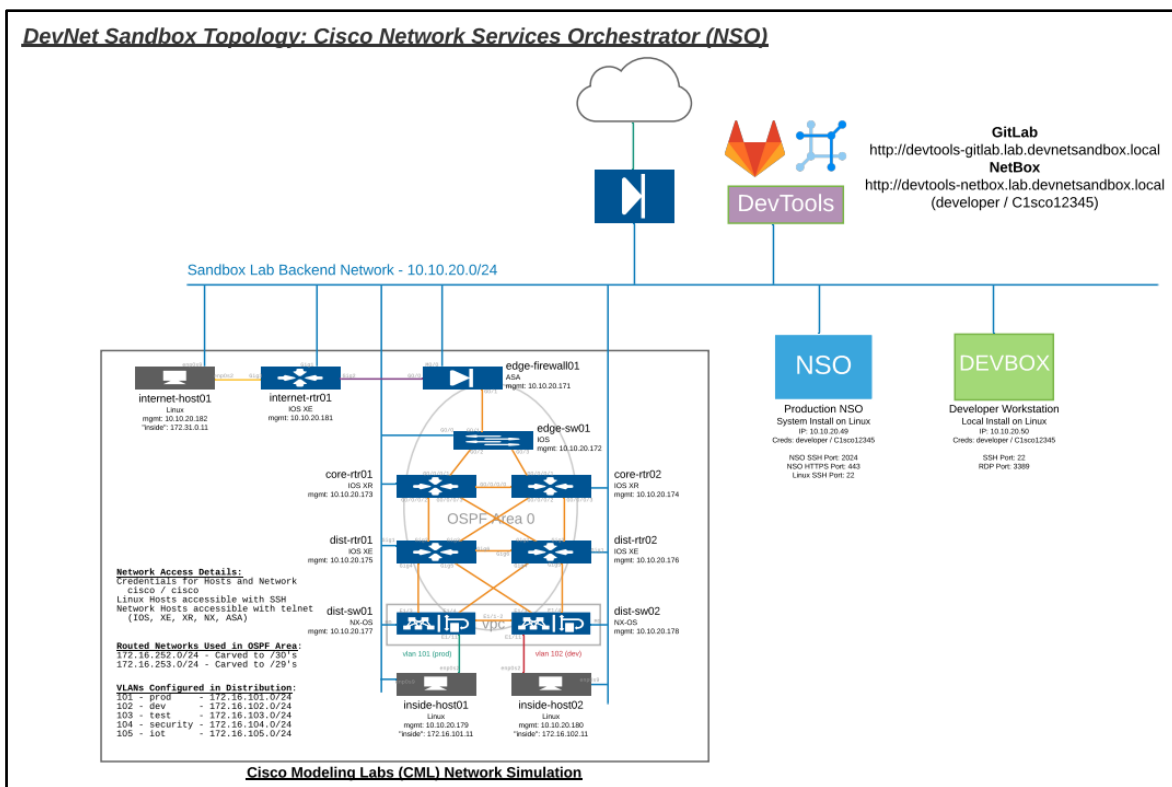 DevNet Sandbox Topology: Cisco Network Services Orchestrator (NSO)
GitLab
http://devtools-gitlab.lab.devnetsandbox.local
NetBox
http://devtools-netbox.lab.devnetsandbox.local
(developer / C1sco12345)
DevTools
Sandbox Lab Backend Network - 10.10.20.0/24
NSO
Production NSO
System Install on Linux
IP: 10.10.20.49
Creds: developer / C1sco12345
NSO SSH Port: 2024
NSO HTTPS Port: 443
Linux SSH Port: 22
DEVBOX
Developer Workstation
Local Install on Linux
IP: 10.10.20.50
Creds: developer / C1sco12345
SSH Port: 22
RDP Port: 3389
internet-host01
Linux
mgmt: 10.10.20.182
"inside": 172.31.0.11
internet-rtr01
IOS XE
mgmt: 10.10.20.181
edge-firewall01
ASA
mgmt: 10.10.20.171
edge-sw01
IOS
mgmt: 10.10.20.172
core-rtr01
IOS XR
mgmt: 10.10.20.173
core-rtr02
IOS XR
mgmt: 10.10.20.174
OSPF Area 0
dist-rtr01
IOS XE
mgmt: 10.10.20.175
dist-rtr02
IOS XE
mgmt: 10.10.20.176
dist-sw01
NX-OS
mgmt: 10.10.20.177
vpc
dist-sw02
NX-OS
mgmt: 10.10.20.178
vlan 101 (prod)
vlan 102 (dev)
inside-host01
Linux
mgmt: 10.10.20.179
"inside": 172.16.101.11
inside-host02
Linux
mgmt: 10.10.20.180
"inside": 172.16.102.11
Network Access Details:
Credentials for Hosts and Network
cisco / cisco
Linux Hosts accessible with SSH
Network Hosts accessible with telnet
(IOS, XE, XR, NX, ASA)
Routed Networks Used in OSPF Area:
172.16.252.0/24 - Carved to /30's
172.16.253.0/24 - Carved to /29's
VLANs Configured in Distribution:
101 - prod - 172.16.101.0/24
102 - dev - 172.16.102.0/24
103 - test - 172.16.103.0/24
104 - security - 172.16.104.0/24
105 - iot - 172.16.105.0/24
Cisco Modeling Labs (CML) Network Simulation